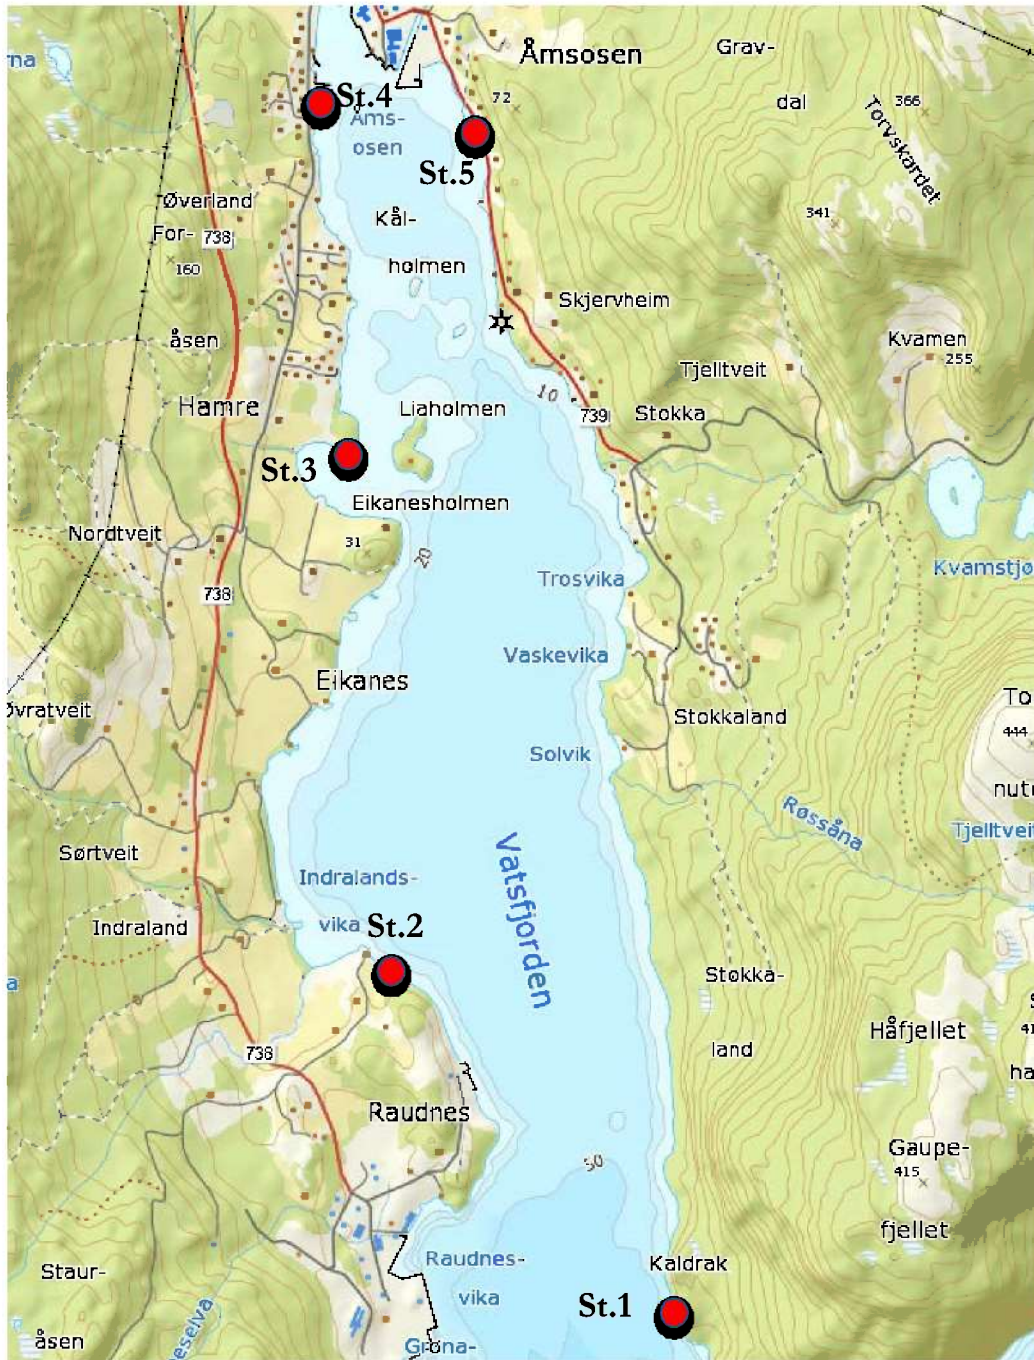 Åmsosen
Grav-
dal
rna
St.4
72
366
Torvskardet
Åms-
osen
St.5
Øverland
For-
738
160
åsen
Kål-
holmen
341
Skjervheim
Kvamen
255
Tjelltveit
10
Hamre
Liaholmen
739
Stokka
St.3
Eikanesholmen
Nordtveit
31
20
738
Trosvika
Kvamstjø
Vaskevika
Eikanes
Øvratveit
Stokkaland
To
444
nut
Solvik
Røssåna
Tjelltveit
Sørtveit
Vatsfjorden
Indralands-
vika
St.2
Indraland
a
Stokka-
land
Håfjellet
41
ha
738
Raudnes
Gaupe-
415
fjellet
50
Kaldrak
Raudnes-
vika
St.1
Staur-
åsen
eselva
Grøna-